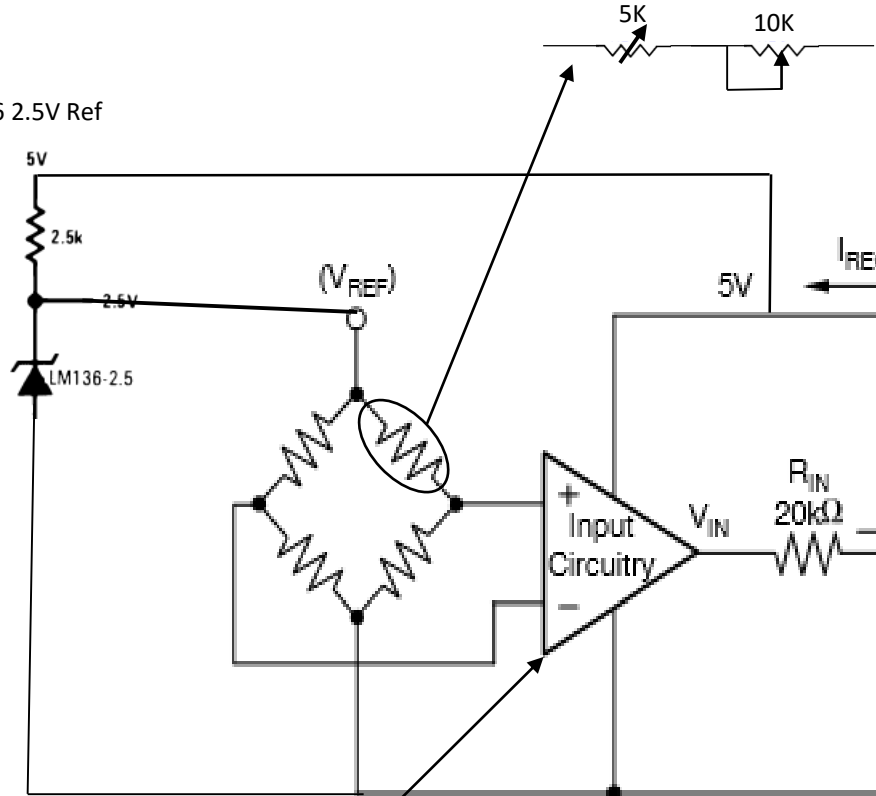 5K
10K
6 2.5V Ref
5V
2.5k
(VREF)
2.5V
5V
LM136-2.5
RIN
20kΩ
+
Input
Circuitry
VIN
−